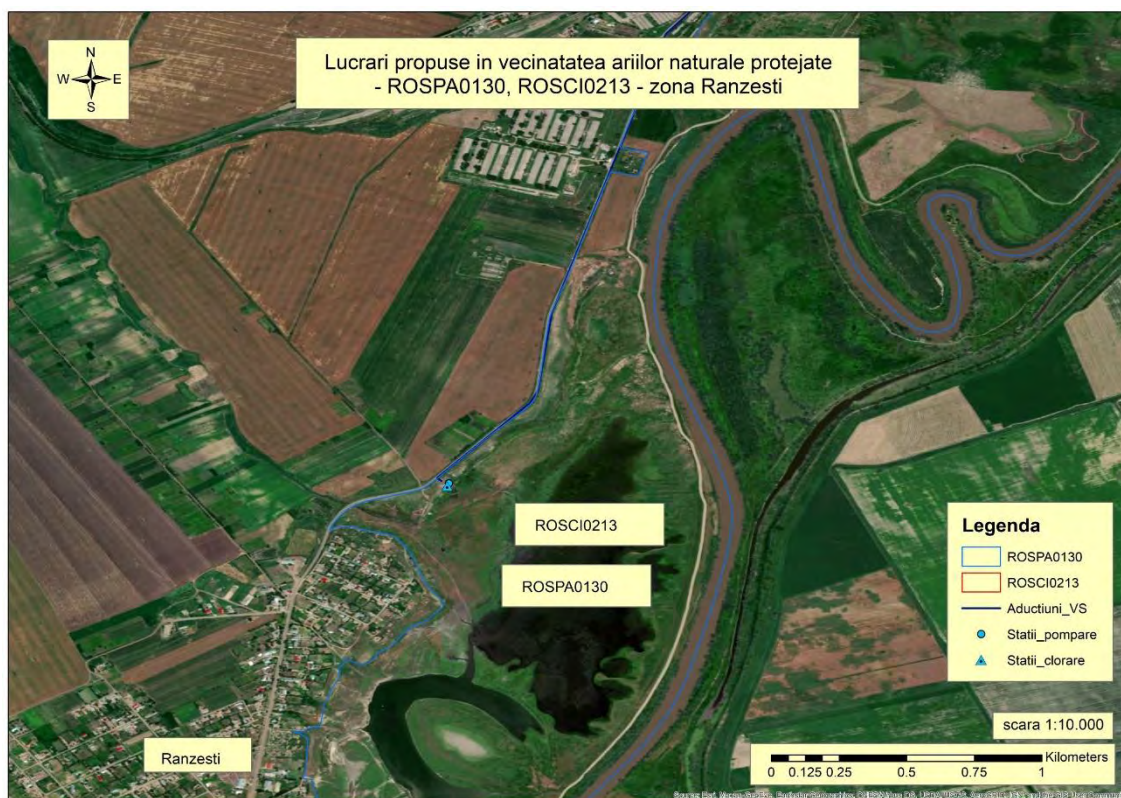 N
W E
S
Lucrari propuse in vecinatatea ariilor naturale protejate
- ROSPA0130, ROSCI0213 - zona Ranzesti
ROSCI0213
ROSPA0130
Ranzesti
Legenda
ROSPA0130
ROSCI0213
Aductiuni_VS
Statii_pompare
Statii_clorare
scara 1:10.000
Kilometers
0 0.125 0.25 0.5 0.75 1